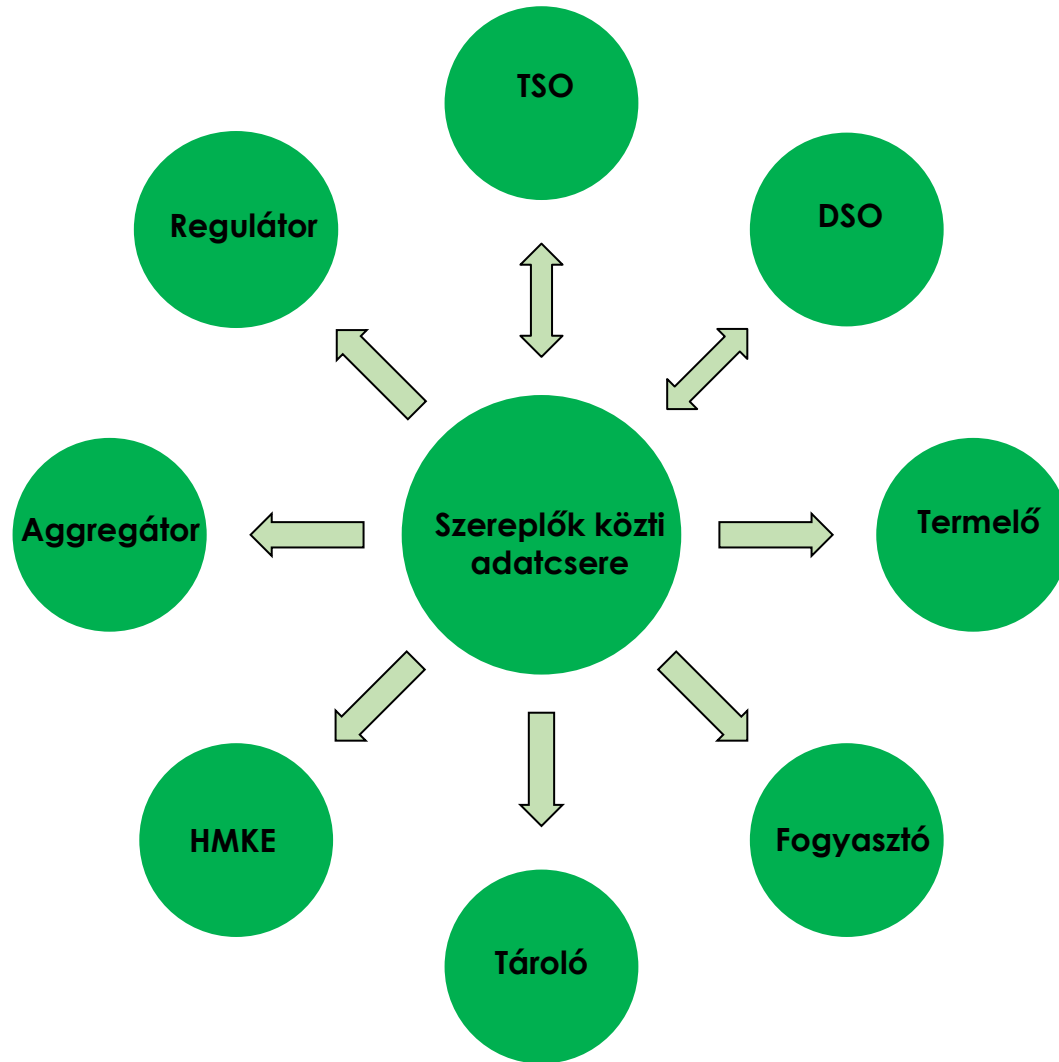 TSO
Regulátor
DSO
Aggregátor
Szereplők közti
adatcsere
Termelő
HMKE
Fogyasztó
Tároló